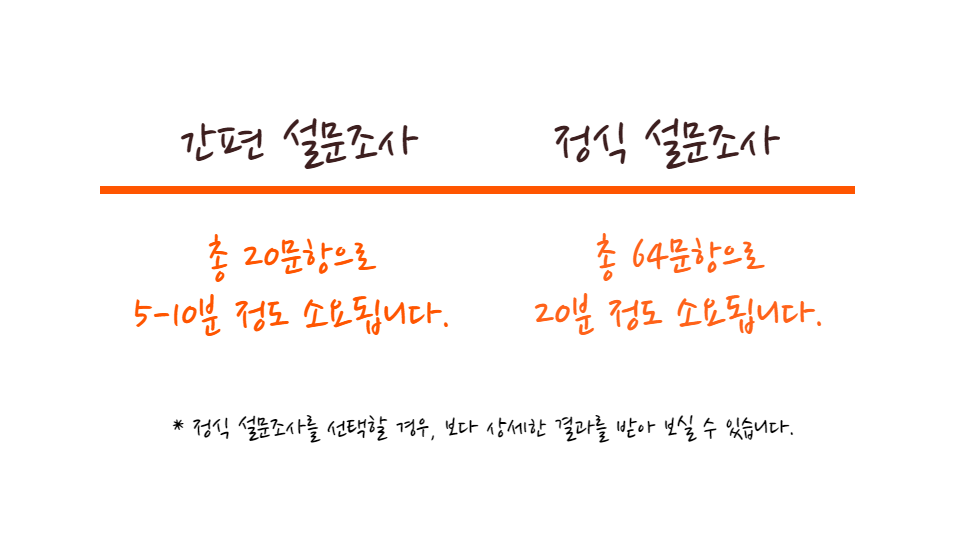 간편 설문조사
정식 설문조사
총 20문항으로
5-10분 정도 소요됩니다.
총 64문항으로
20분 정도 소요됩니다.
* 정식 설문조사를 선택할 경우, 보다 상세한 결과를 받아 보실 수 있습니다.